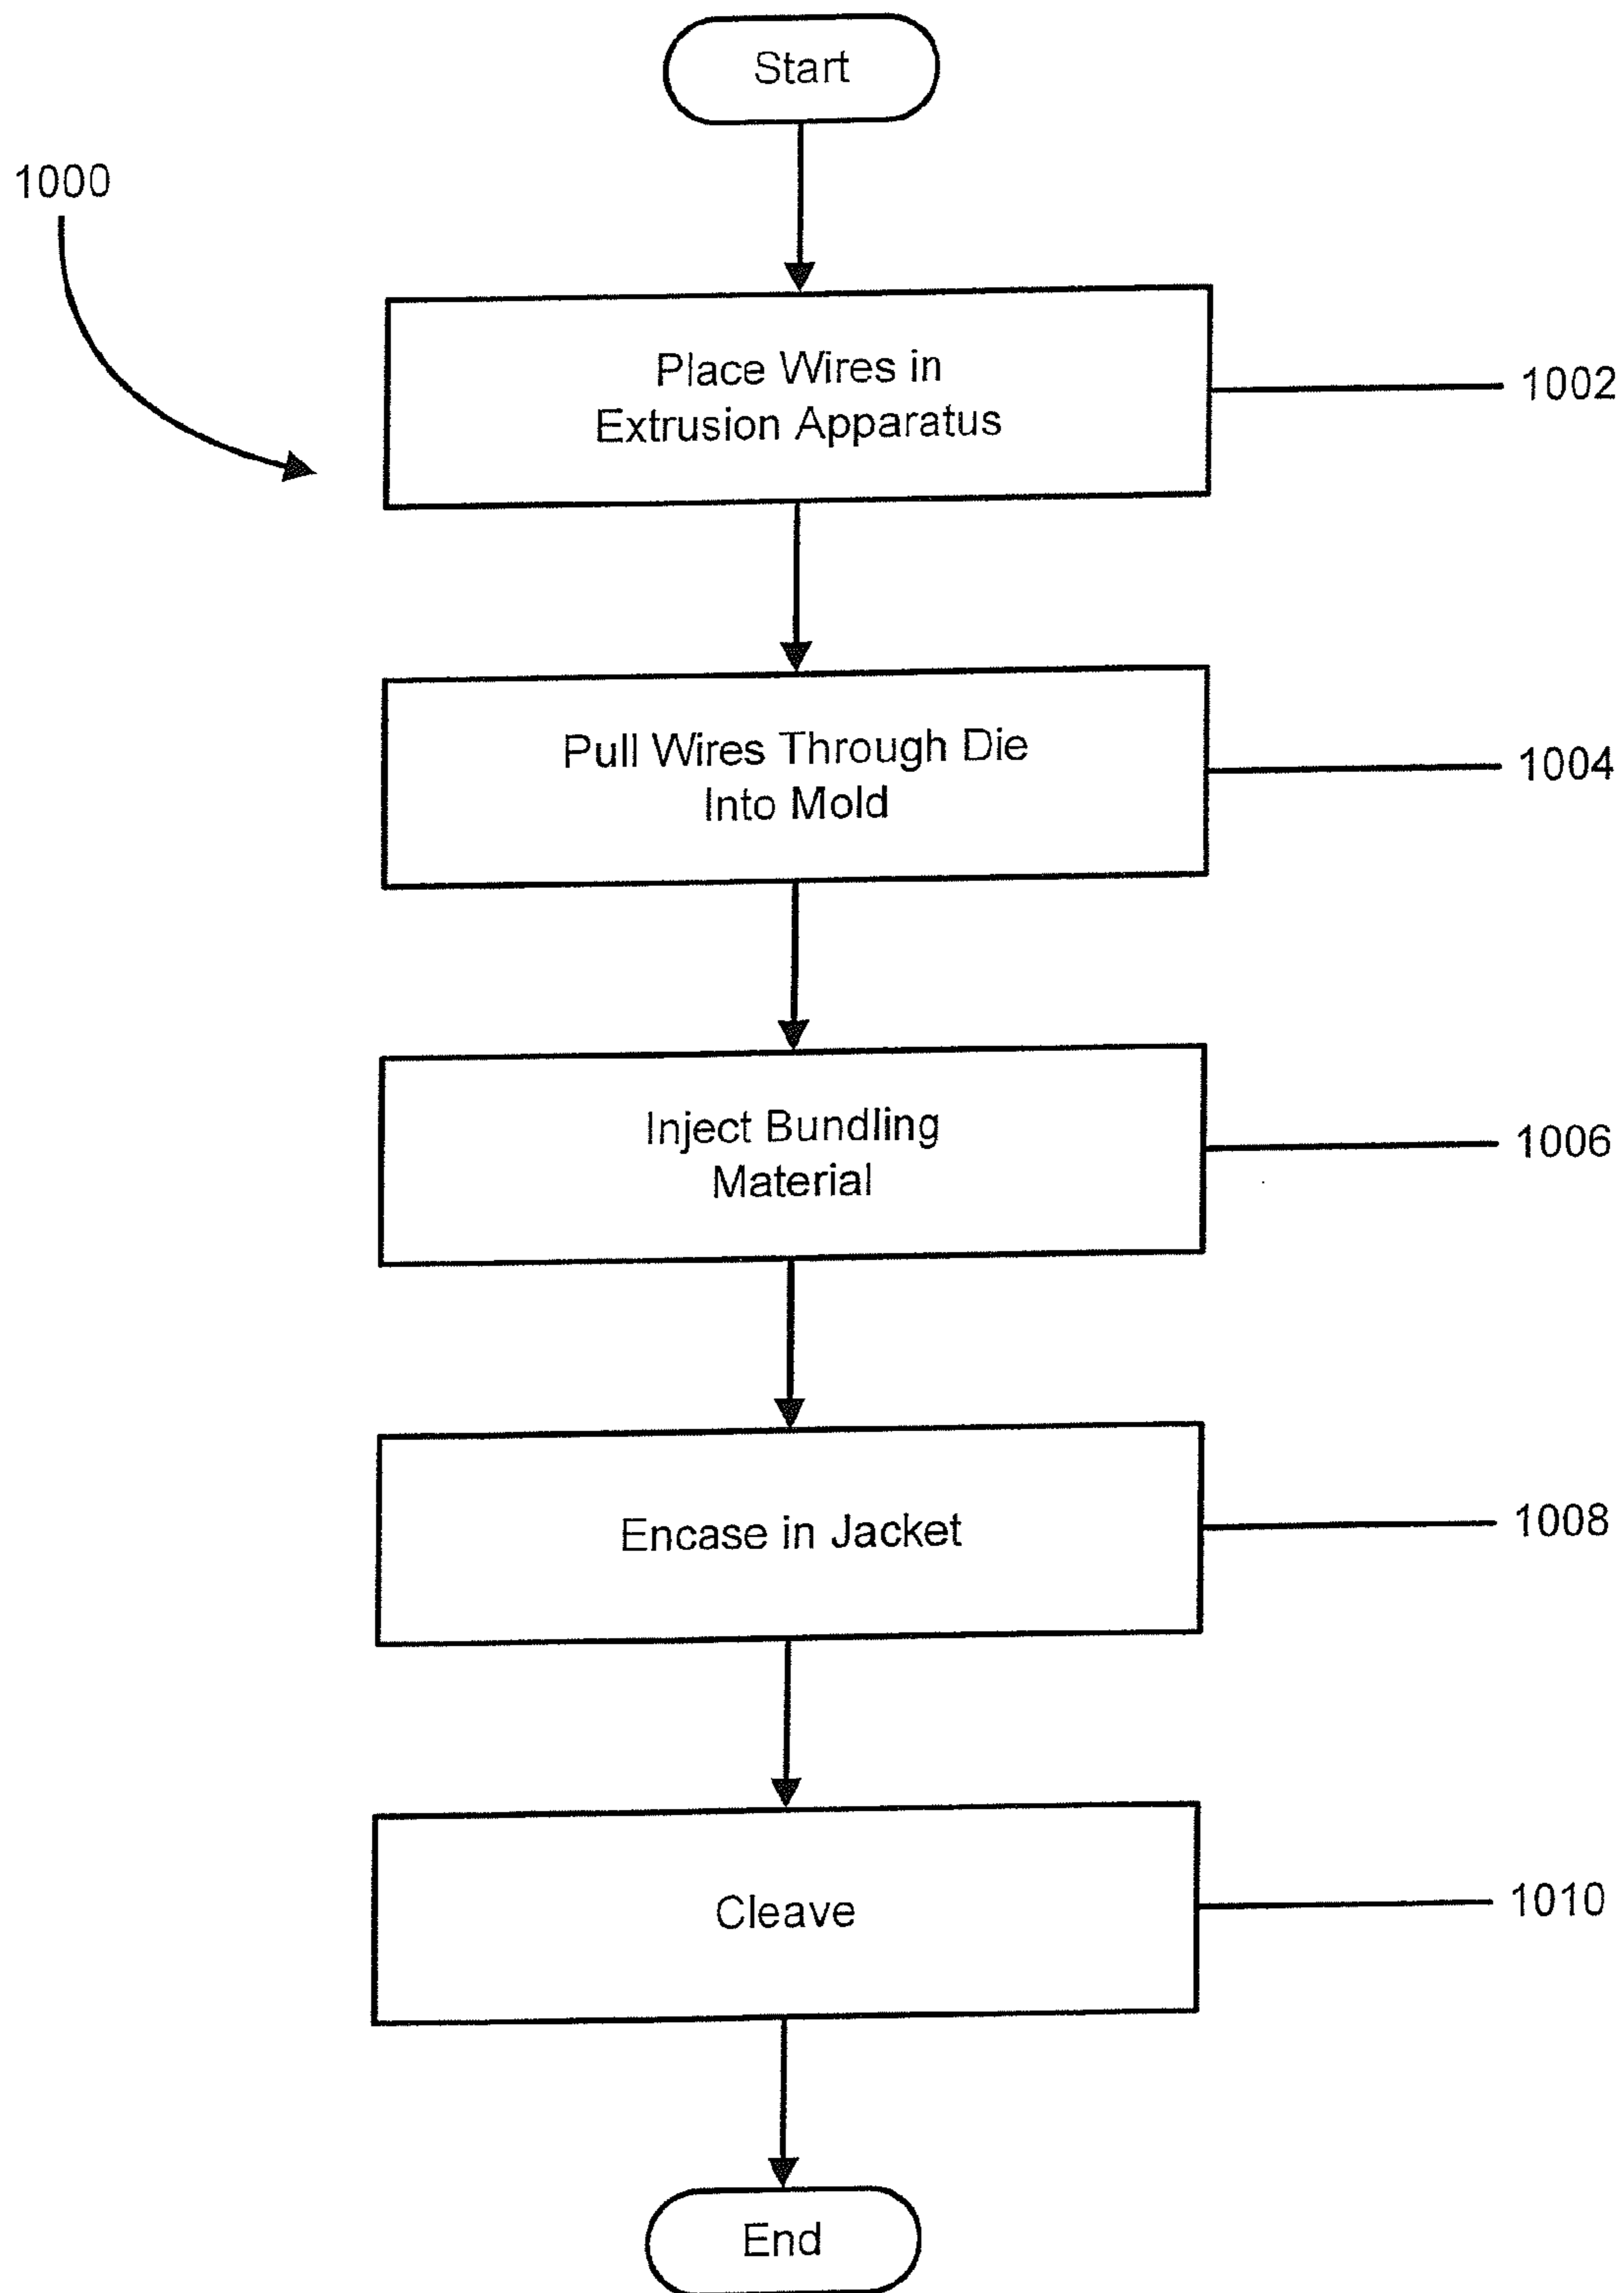 Start
1000
Place Wires in
Extrusion Apparatus
1002
Pull Wires Through Die
Into Mold
1004
Inject Bundling
Material
1006
Encase in Jacket
1008
Cleave
1010
End